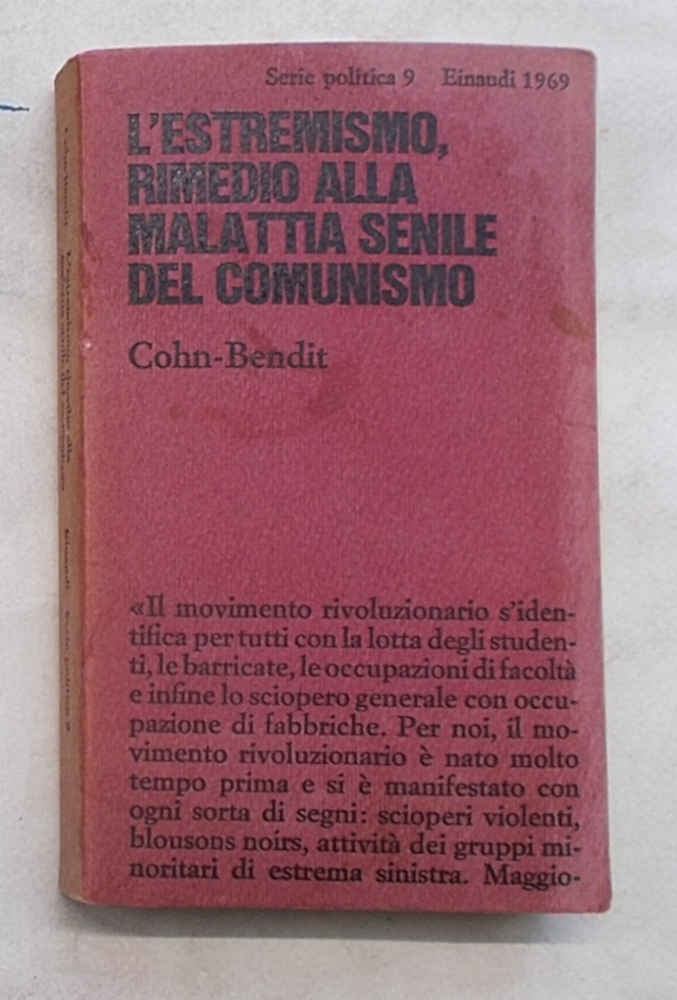 Serie politica 9 Einaudi 1969
L'ESTREMISMO,
RIMEDIO ALLA
MALATTIA SENILE
DEL COMUNISMO
Cohn-Bendit
«Il movimento rivoluzionario s'iden-
tifica per tutti con la lotta degli studen-
ti, le barricate, le occupazioni di facoltà
e infine lo sciopero generale con occu-
pazione di fabbriche. Per noi, il mo-
vimento rivoluzionario è nato molto
tempo prima e si è manifestato con
ogni sorta di segni: scioperi violenti,
blousons noirs, attività dei gruppi mi-
noritari di estrema sinistra. Maggio-